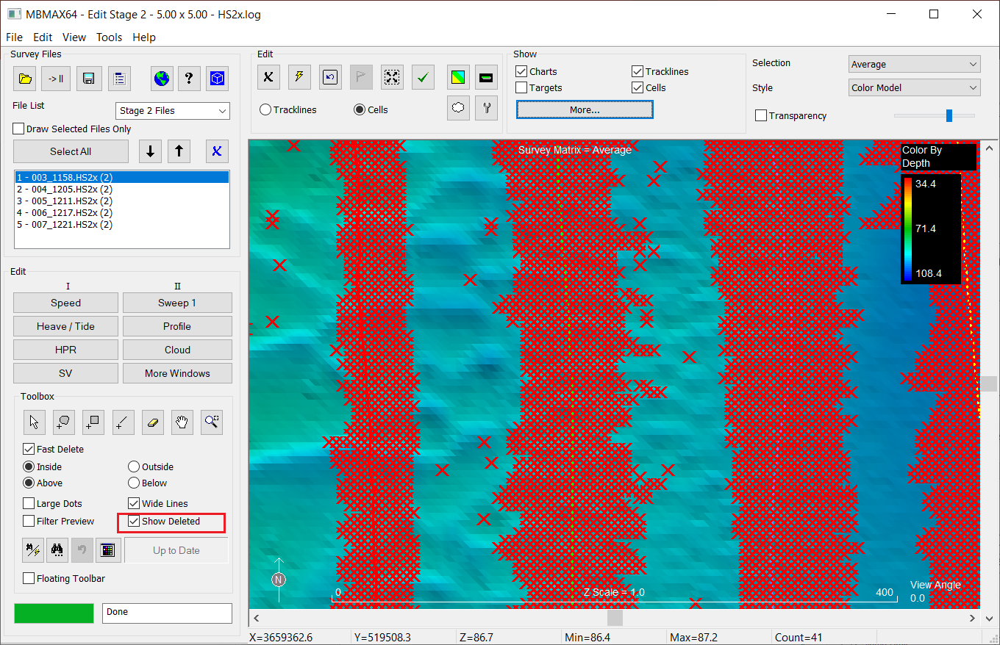 MBMAX64 - Edit Stage 2 - 5.00 x 5.00 - HS2x.log
File Edit View Tools Help
Survey Files
-> II
?
File List
Stage 2 Files
Draw Selected Files Only
Select All
X
1 - 003_1158.HS2x (2)
2 - 004_1205.HS2x (2)
3 - 005_1211.HS2x (2)
4 - 006_1217.HS2x (2)
5 - 007_1221.HS2x (2)
Edit
I II
Speed Sweep 1
Heave / Tide Profile
HPR Cloud
SV More Windows
Toolbox
Fast Delete
Inside Outside
Above Below
Large Dots Wide Lines
Filter Preview Show Deleted
Up to Date
Floating Toolbar
Done
Edit
X
Tracklines Cells
Show
Charts Tracklines
Targets Cells
More...
Selection Average
Style Color Model
Transparency
Survey Matrix = Average
Color By
Depth
34.4
71.4
108.4
N
0 Z Scale = 1.0 400
View Angle
0.0
X=3659362.6 Y=519508.3 Z=86.7 Min=86.4 Max=87.2 Count=41